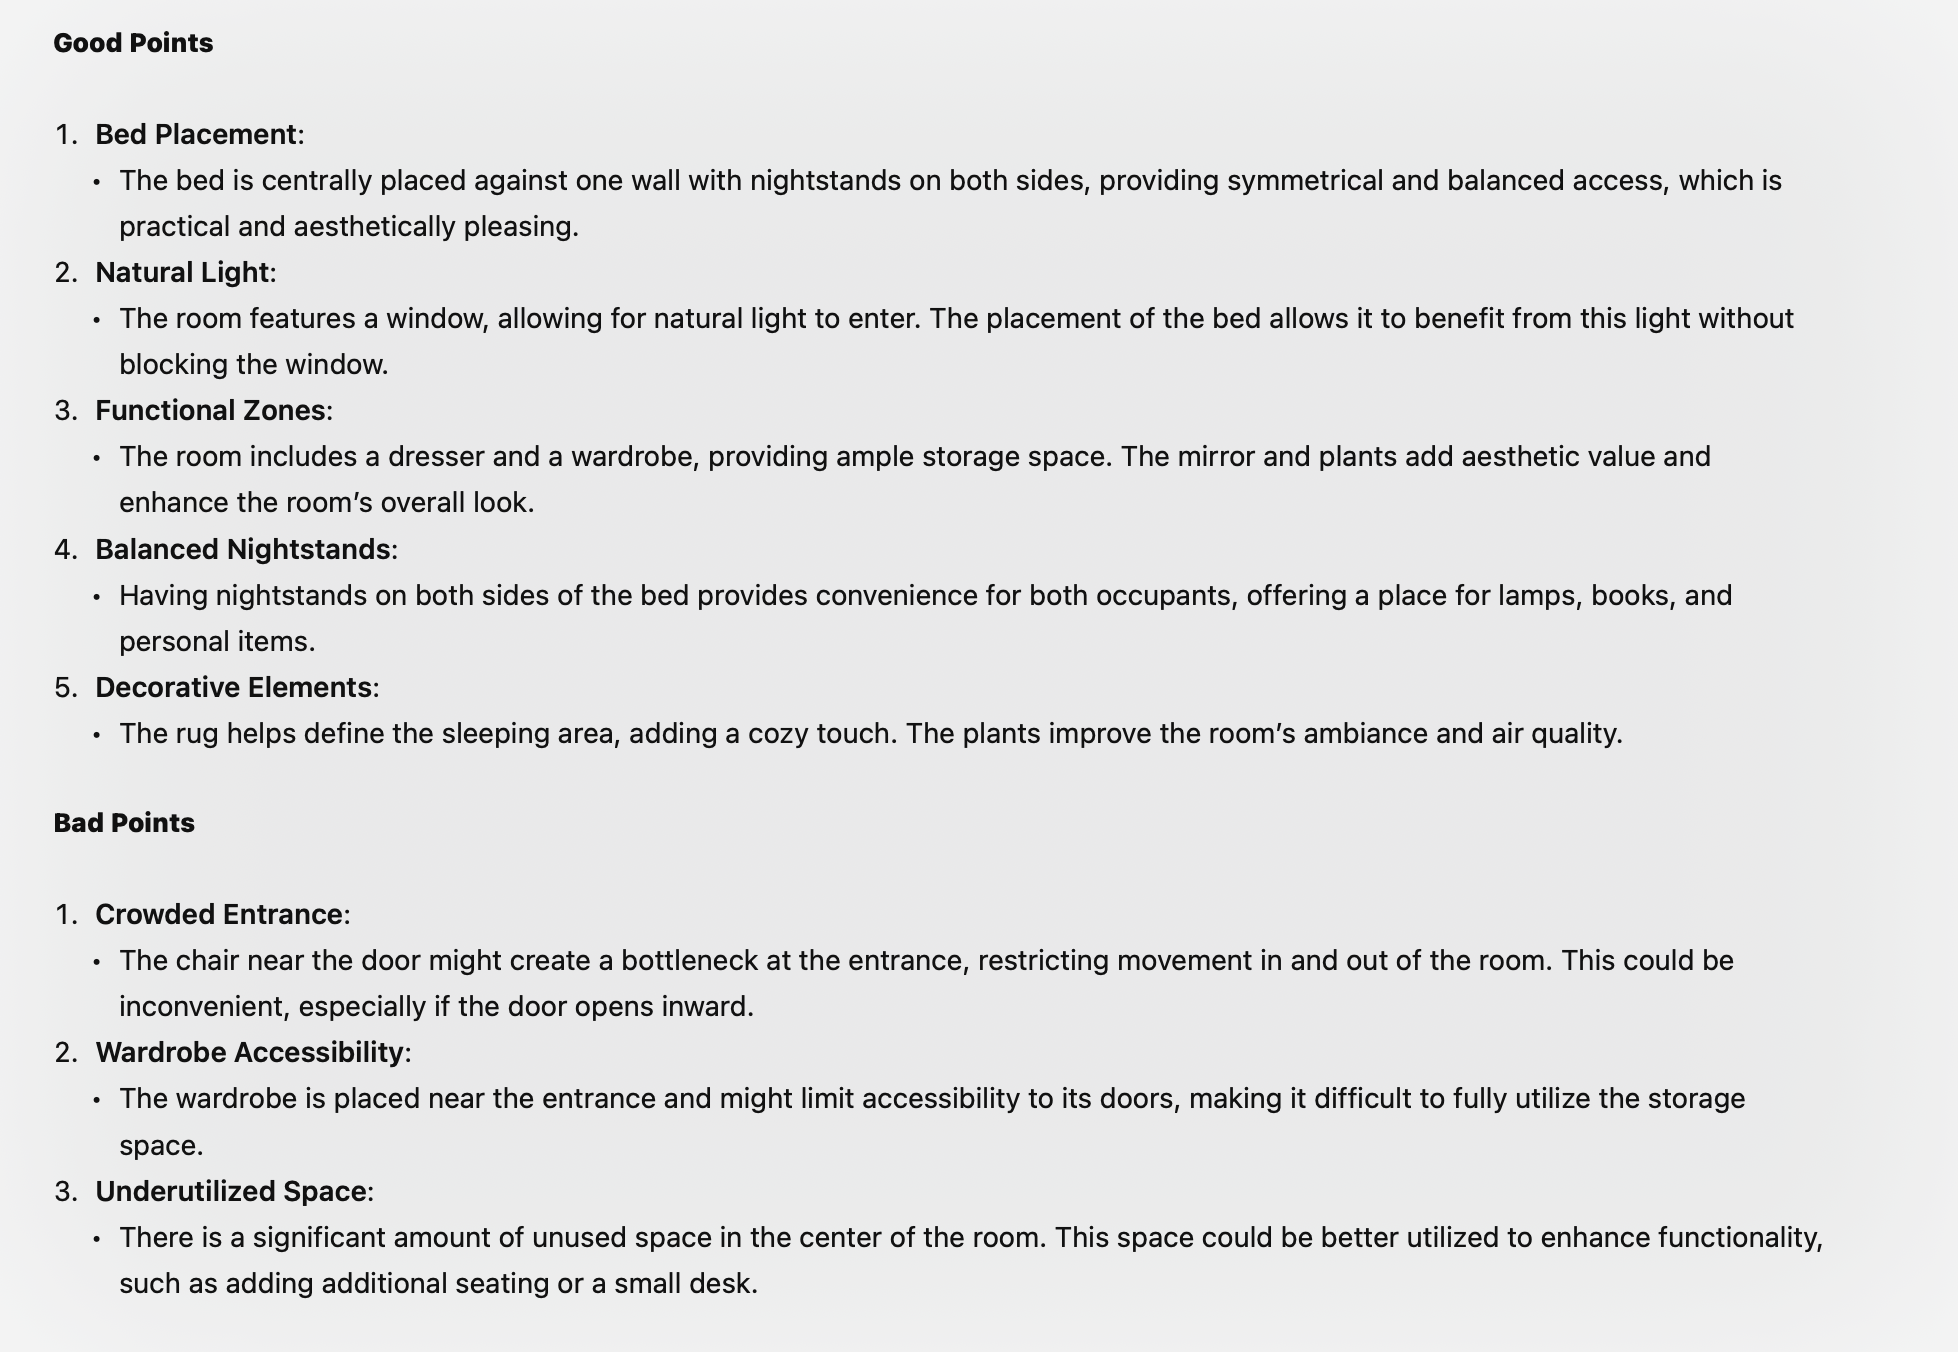 Good Points
1. Bed Placement:
• The bed is centrally placed against one wall with nightstands on both sides, providing symmetrical and balanced access, which is
practical and aesthetically pleasing.
2. Natural Light:
• The room features a window, allowing for natural light to enter. The placement of the bed allows it to benefit from this light without
blocking the window.
3. Functional Zones:
• The room includes a dresser and a wardrobe, providing ample storage space. The mirror and plants add aesthetic value and
enhance the room’s overall look.
4. Balanced Nightstands:
• Having nightstands on both sides of the bed provides convenience for both occupants, offering a place for lamps, books, and
personal items.
5. Decorative Elements:
• The rug helps define the sleeping area, adding a cozy touch. The plants improve the room’s ambiance and air quality.
Bad Points
1. Crowded Entrance:
• The chair near the door might create a bottleneck at the entrance, restricting movement in and out of the room. This could be
inconvenient, especially if the door opens inward.
2. Wardrobe Accessibility:
• The wardrobe is placed near the entrance and might limit accessibility to its doors, making it difficult to fully utilize the storage
space.
3. Underutilized Space:
• There is a significant amount of unused space in the center of the room. This space could be better utilized to enhance functionality,
such as adding additional seating or a small desk.